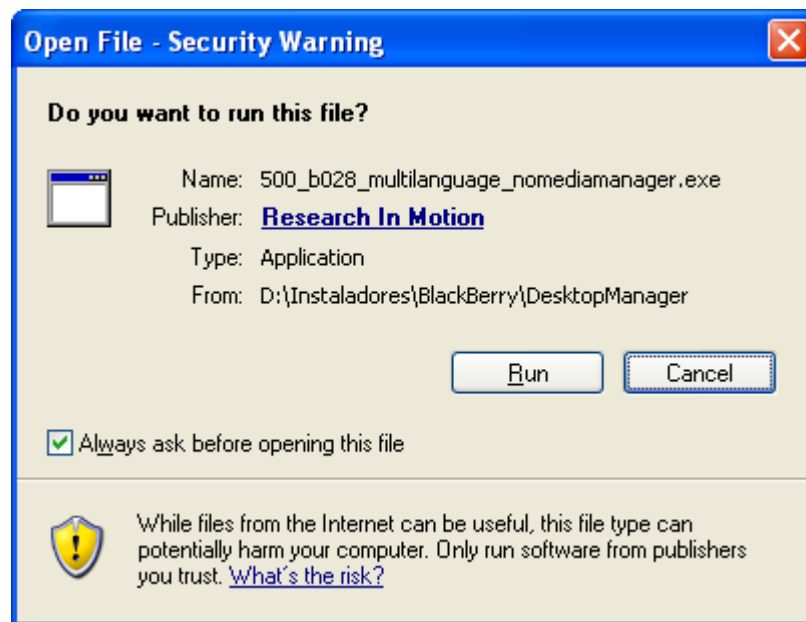 Open File - Security Warning
Do you want to run this file?
Name: 500_b028_multilanguage_nomediamanager.exe
Publisher: Research In Motion
Type: Application
From: D:\Instaladores\BlackBerry\DesktopManager
Run Cancel
Always ask before opening this file
While files from the Internet can be useful, this file type can
potentially harm your computer. Only run software from publishers
you trust. What's the risk?